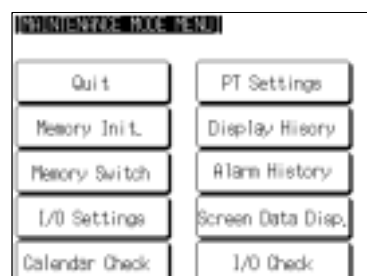 [MAINTENANCE MODE MENU]
Quit
PT Settings
Memory Init.
Display Hisory
Memory Switch
Alarm History
I/O Settings
Screen Data Disp.
Calendar Check
I/O Check